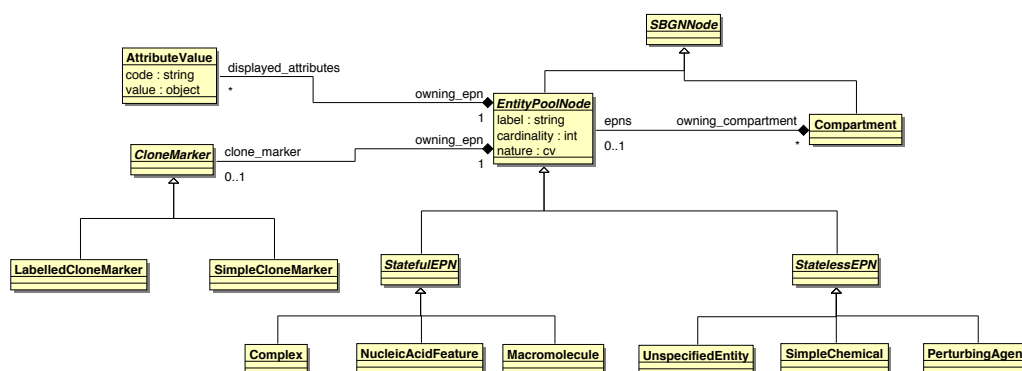 SBGNNode
AttributeValue
code : string
value : object
displayed_attributes
*
owning_epn
1
EntityPoolNode
label : string
cardinality : int
nature : cv
epns
0..1
owning_compartment
*
Compartment
CloneMarker
clone_marker
0..1
owning_epn
1
LabelledCloneMarker
SimpleCloneMarker
StatefulEPN
StatelessEPN
Complex
NucleicAcidFeature
Macromolecule
UnspecifiedEntity
SimpleChemical
PerturbingAgen